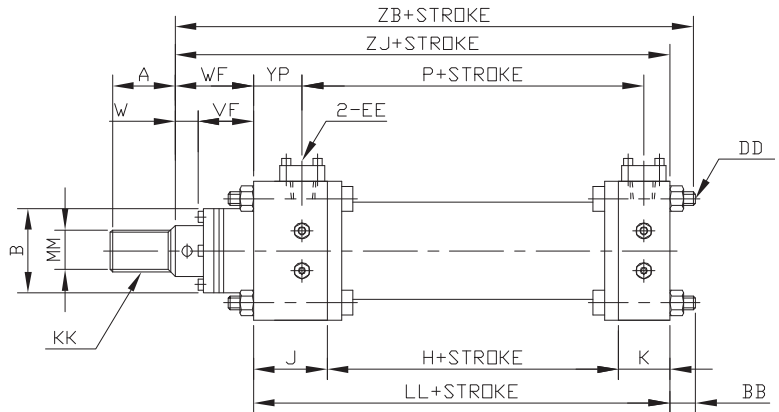 ZB+STROKE
ZJ+STROKE
A WF YP P+STROKE
W VF 2-EE
DD
B MM
KK
J H+STROKE K
LL+STROKE BB